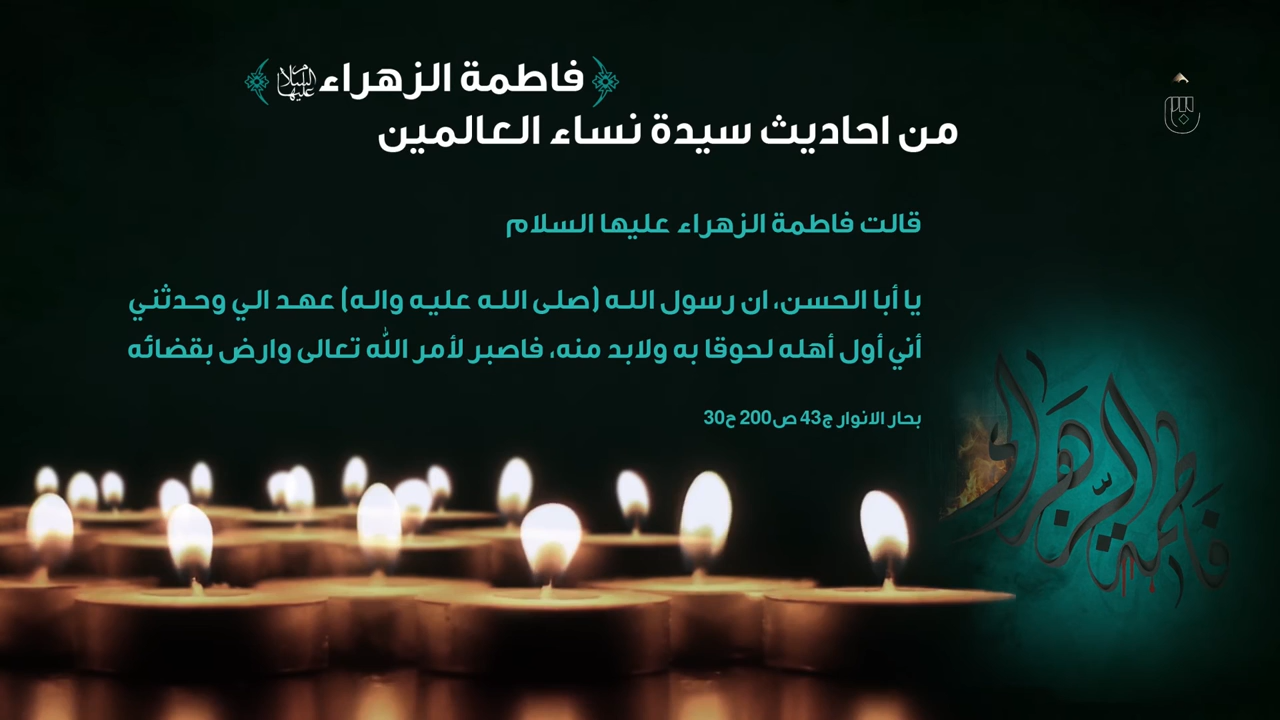 ﴿فاطمة الزهراء عليها السلام﴾
من احاديث سيدة نساء العالمين
قالت فاطمة الزهراء عليها السلام
يا أبا الحسن، ان رسول الله (صلى الله عليه واله) عهد الي وحدثني
أني أول أهله لحوقا به ولابد منه، فاصبر لأمر الله تعالى وارض بقضائه
بحار الانوار ج43 ص200 ح30
فاطمة الزهراء